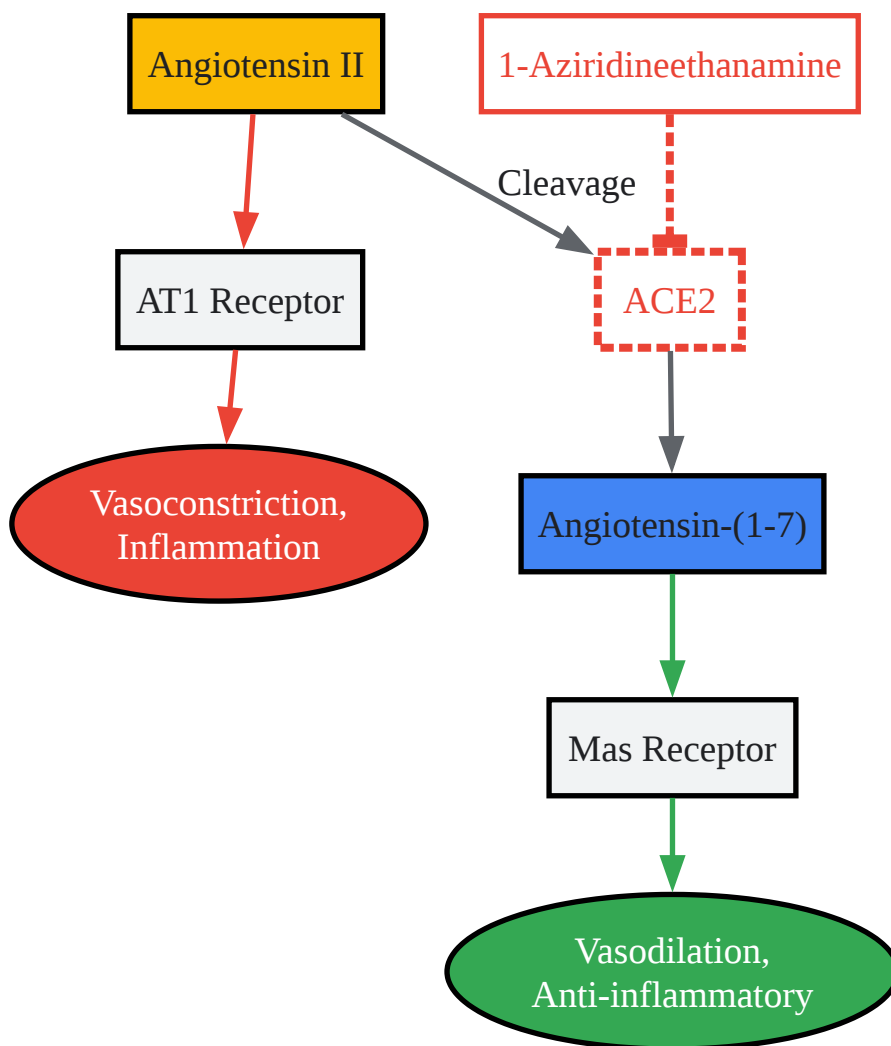 Angiotensin II
1-Aziridineethanamine
Cleavage
AT1 Receptor
ACE2
Vasoconstriction,
Inflammation
Angiotensin-(1-7)
Mas Receptor
Vasodilation,
Anti-inflammatory